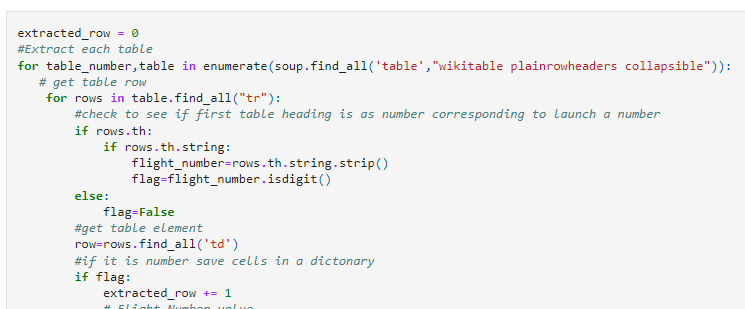 extracted_row = 0
#Extract each table
for table_number,table in enumerate(soup.find_all('table',"wikitable plainrowheaders collapsible")):
   # get table row
    for rows in table.find_all("tr"):
        #check to see if first table heading is as number corresponding to launch a number
        if rows.th:
            if rows.th.string:
                flight_number=rows.th.string.strip()
                flag=flight_number.isdigit()
        else:
            flag=False
        #get table element
        row=rows.find_all('td')
        #if it is number save cells in a dictonary
        if flag:
            extracted_row += 1
            # Flight Number value